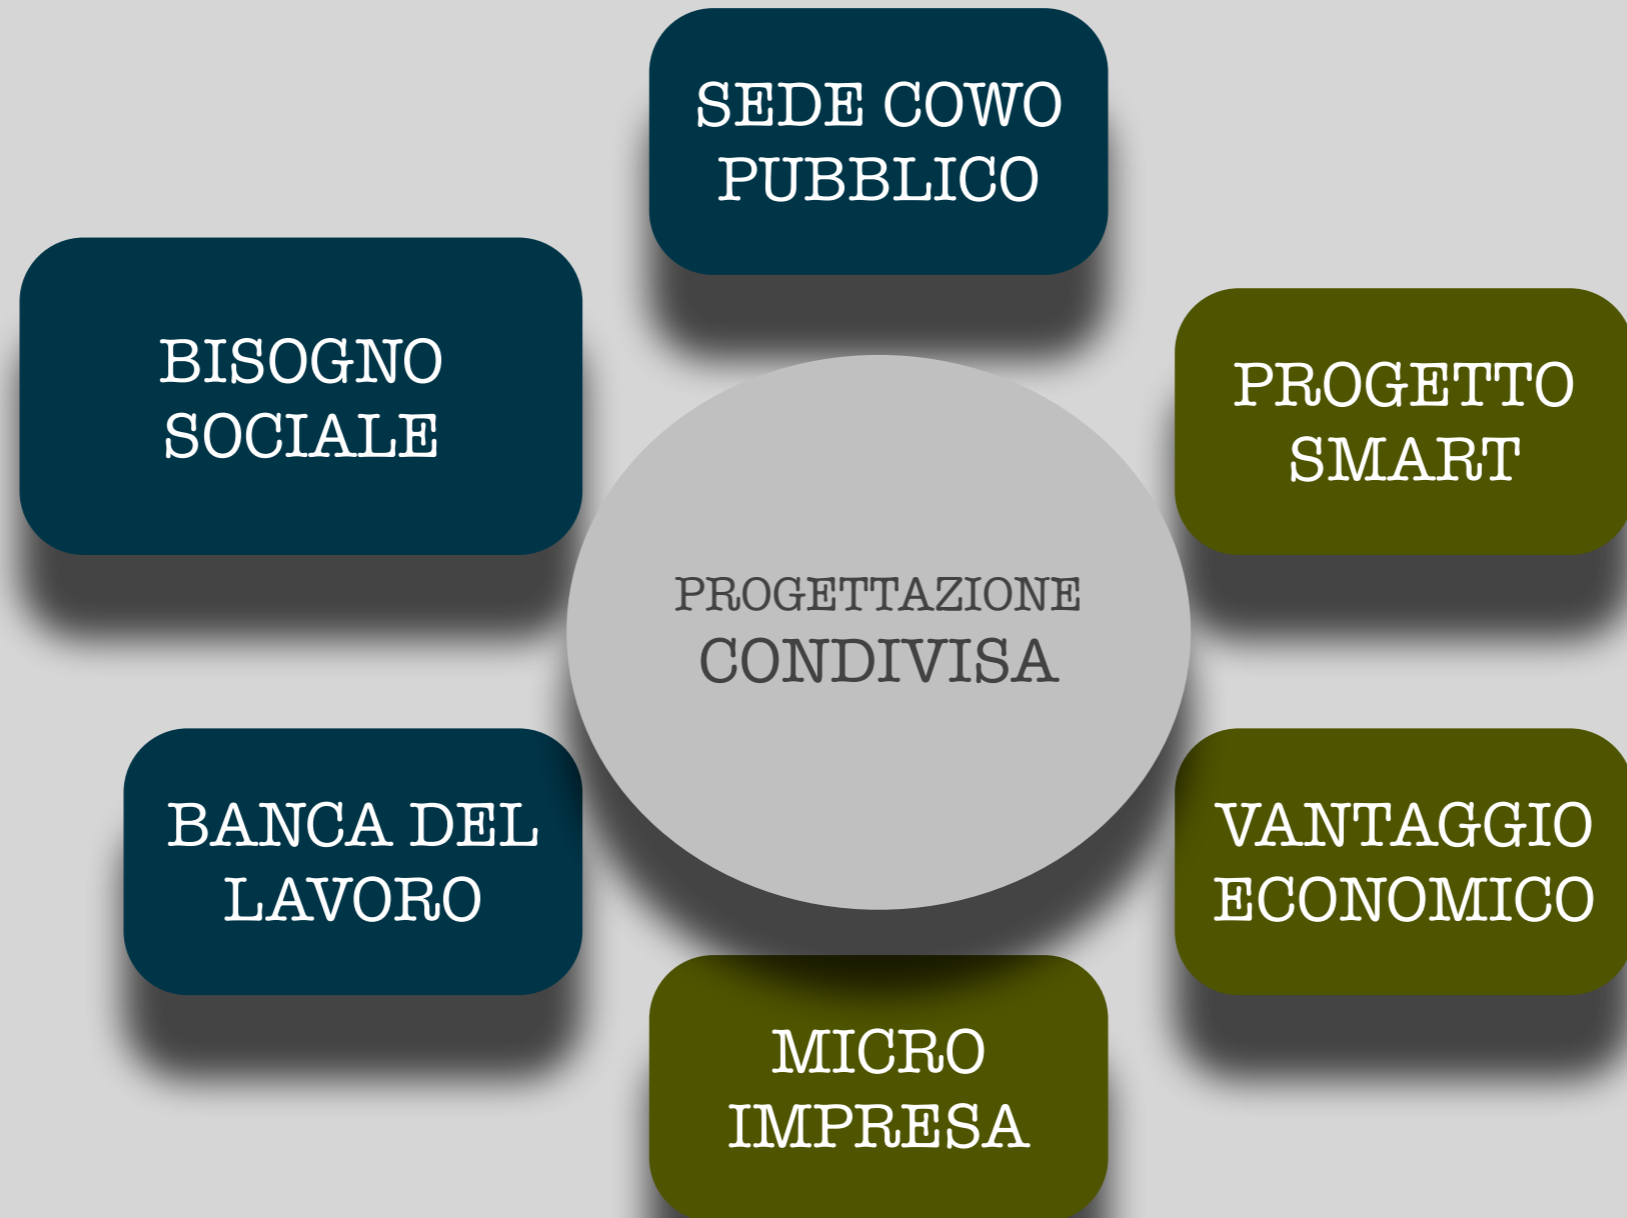 SEDE COWO
PUBBLICO
BISOGNO
SOCIALE
PROGETTO
SMART
PROGETTAZIONE
CONDIVISA
BANCA DEL
LAVORO
VANTAGGIO
ECONOMICO
MICRO
IMPRESA